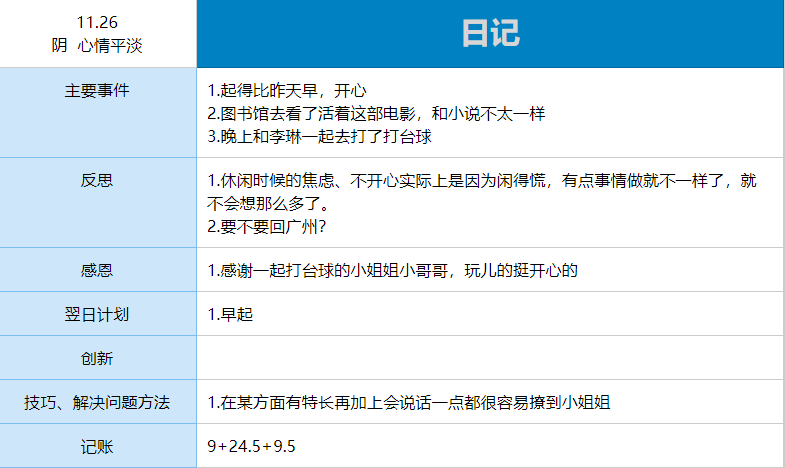 11.26
阴 心情平淡
日记
主要事件
1.起得比昨天早，开心
2.图书馆去看了活着这部电影，和小说不太一样
3.晚上和李琳一起去打了打台球
反思
1.休闲时候的焦虑、不开心实际上是因为闲得慌，有点事情做就不一样了，就
不会想那么多了。
2.要不要回广州？
感恩
1.感谢一起打台球的小姐姐小哥哥，玩儿的挺开心的
翌日计划
1.早起
创新
技巧、解决问题方法
1.在某方面有特长再加上会说话一点都很容易撩到小姐姐
记账
9+24.5+9.5